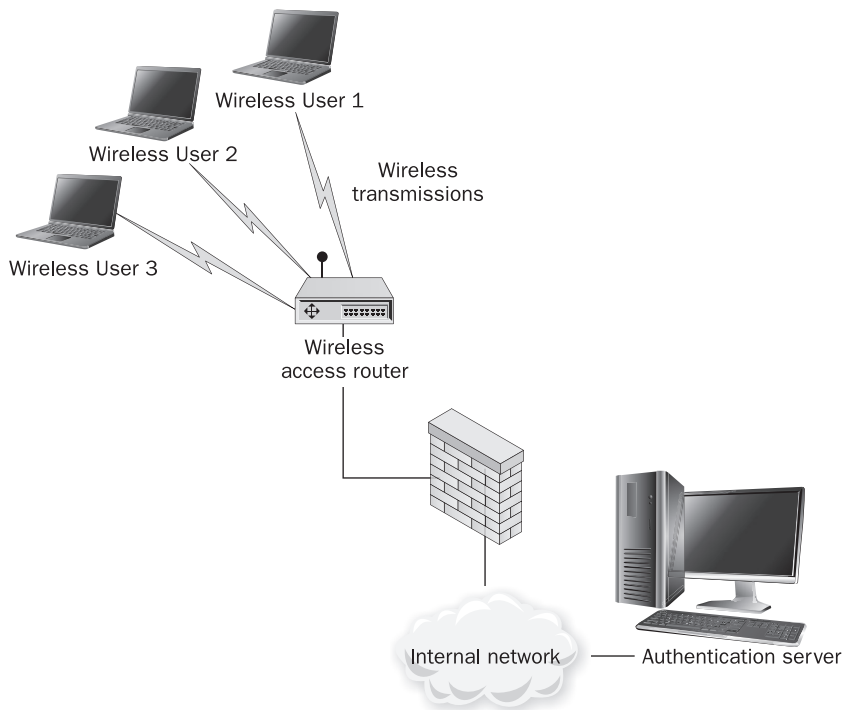 Wireless User 1
Wireless User 2
Wireless
transmissions
Wireless User 3
Wireless
access router
Internal network
Authentication server